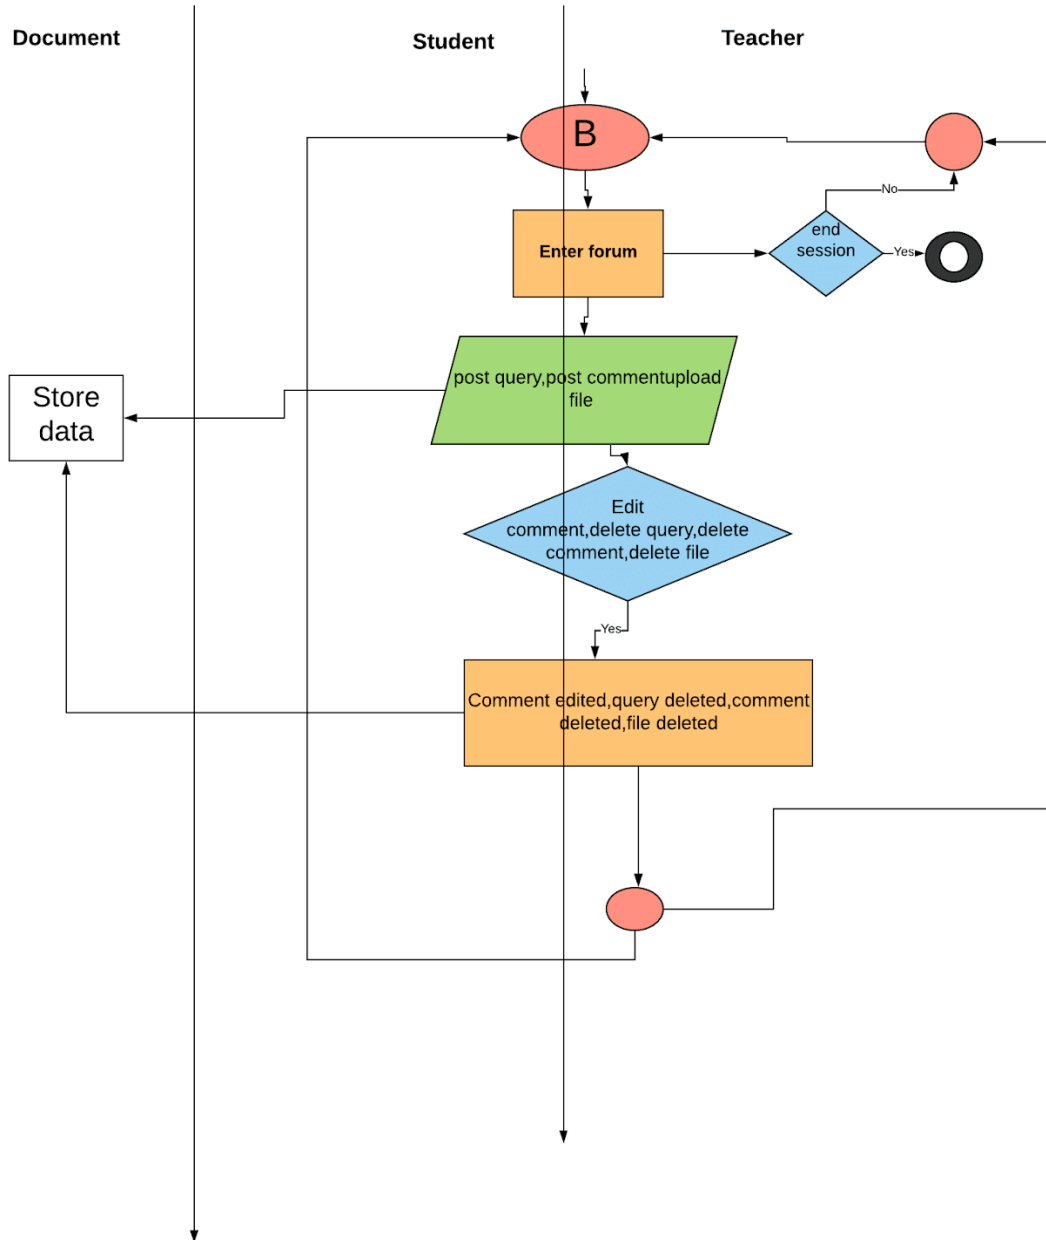 Document
Student
Teacher
B
No
end
session
Yes
Enter forum
post query,post commentupload
file
Store
data
Edit
comment,delete query,delete
comment,delete file
Yes
Comment edited,query deleted,comment
deleted,file deleted